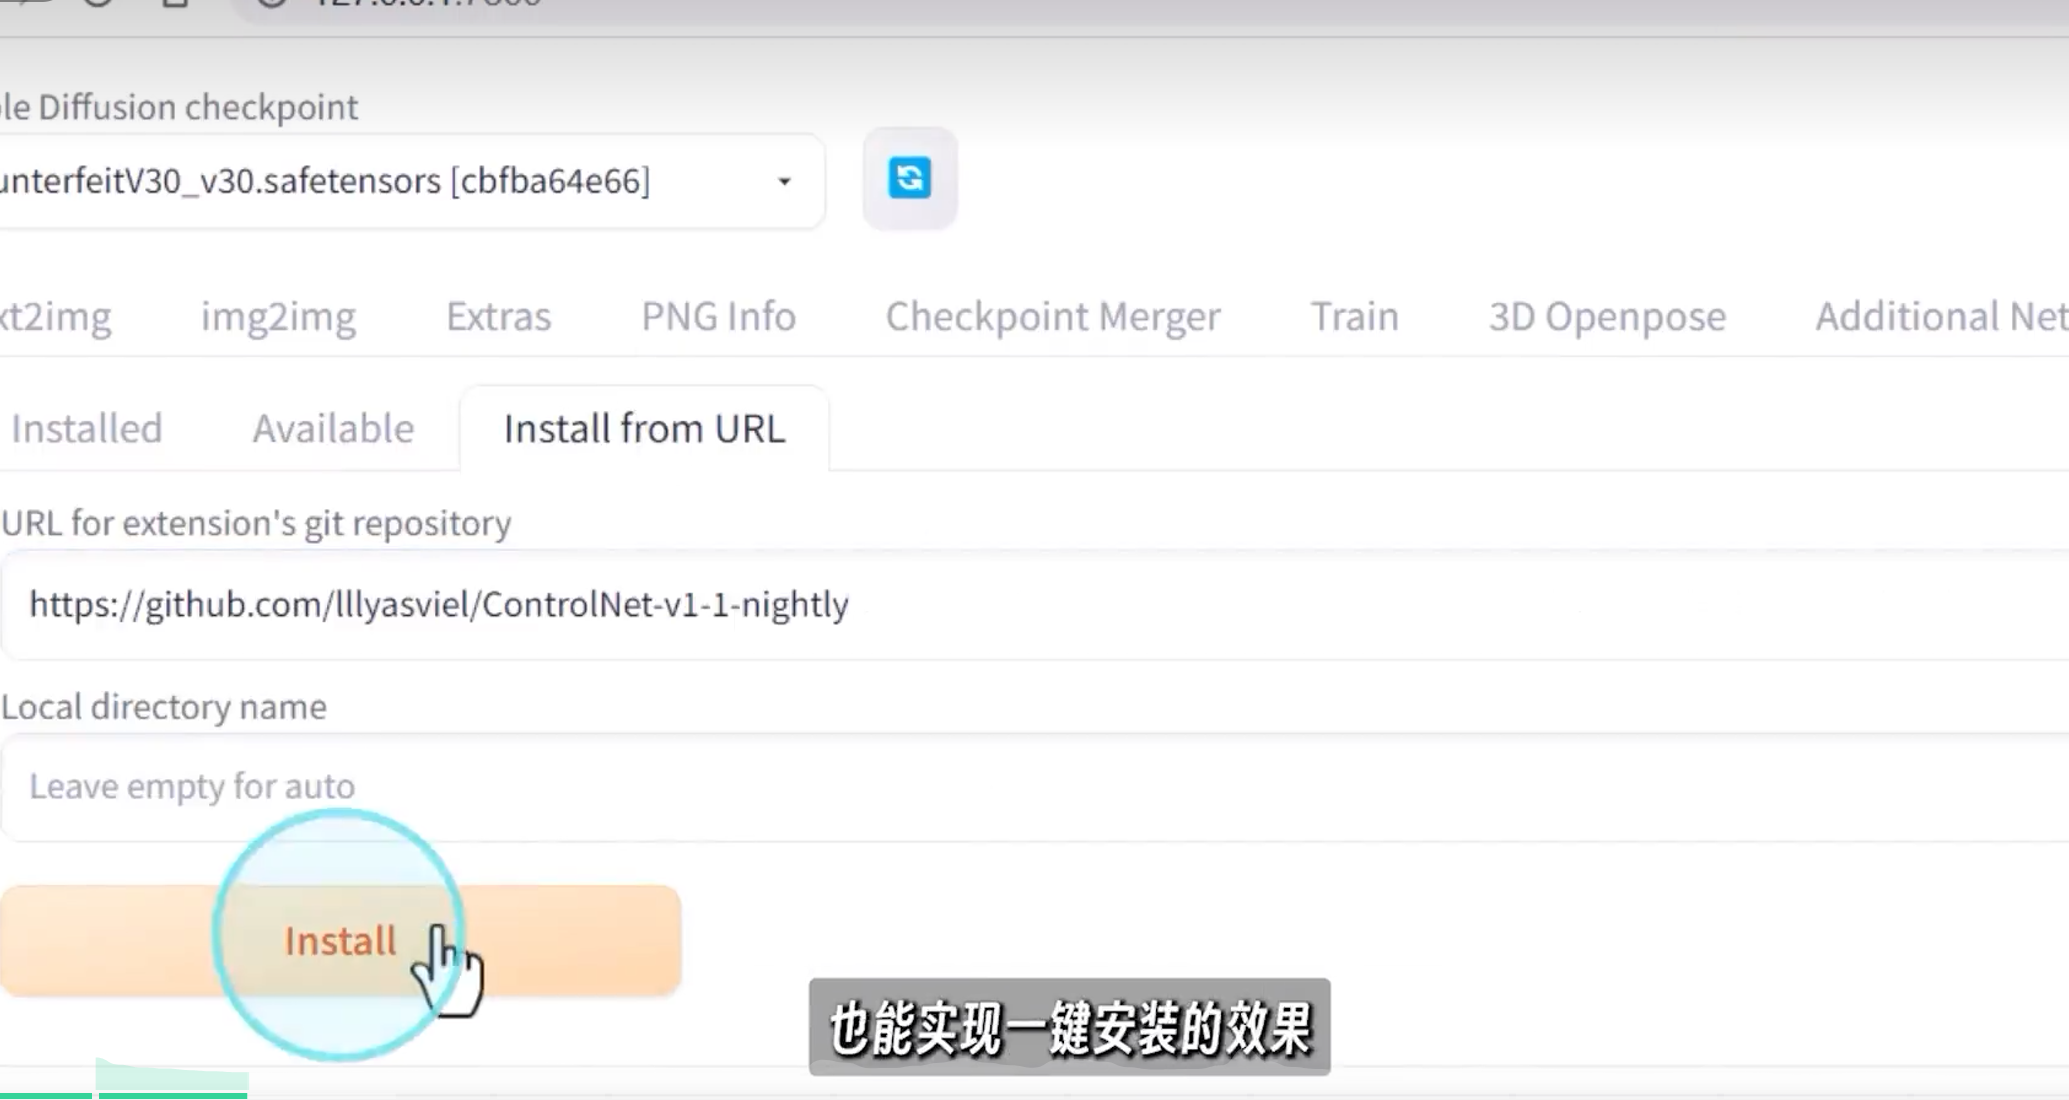 Diffusion checkpoint
unterfeitV30_v30.safetensors [cbfba64e66]
xt2img img2img Extras PNG Info Checkpoint Merger Train 3D Openpose Additional Net
Installed Available Install from URL
URL for extension's git repository
https://github.com/lllyasviel/ControlNet-v1-1-nightly
Local directory name
Leave empty for auto
Install
也能实现一键安装的效果